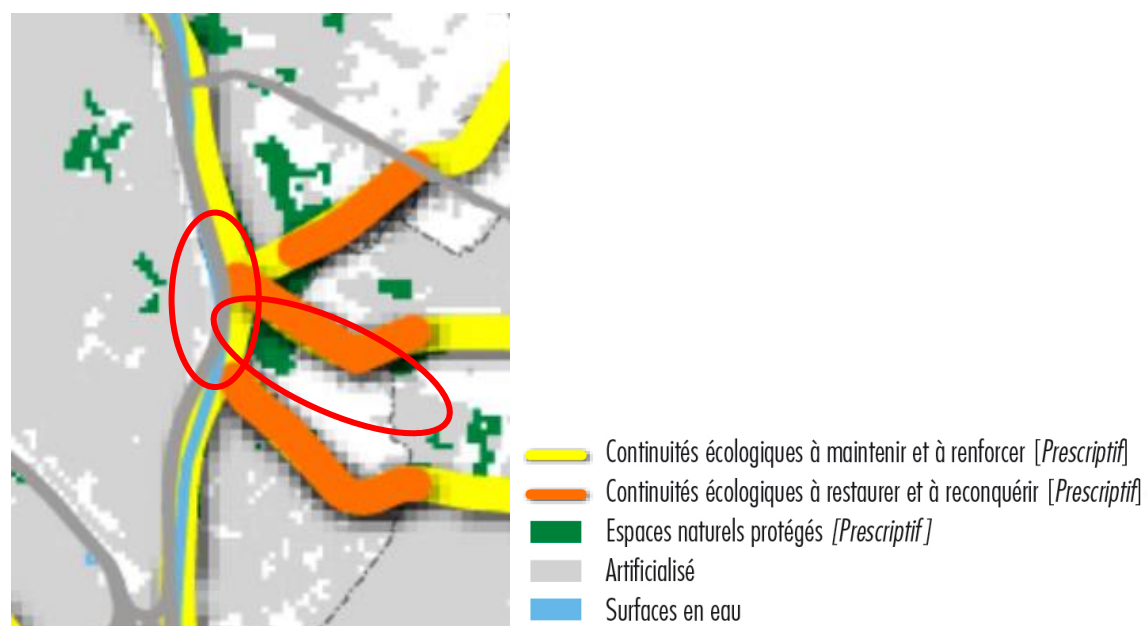 Continuités écologiques à maintenir et à renforcer [Prescriptif]
Continuités écologiques à restaurer et à reconquérir [Prescriptif]
Espaces naturels protégés [Prescriptif]
Artificialisé
Surfaces en eau